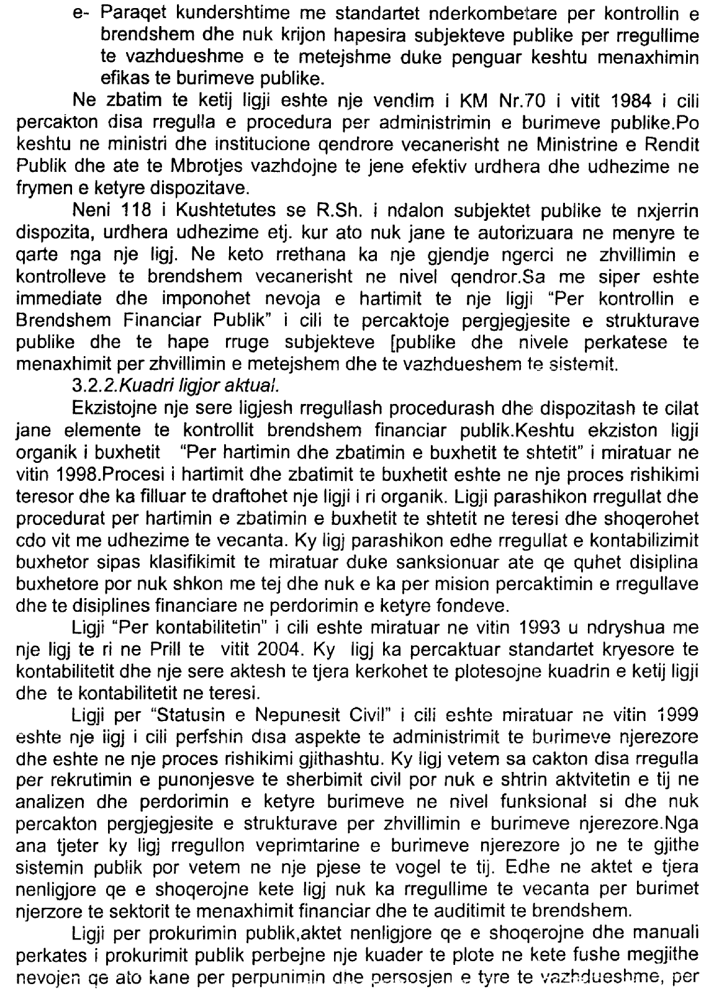 e- Paraqet kundershtime me standartet nderkombetare per kontrollin e
brendshem dhe nuk krijon hapesira subjekteve publike per rregullime
te vazhdueshme e te metejshme duke penguar keshtu menaxhimin
efikas te burimeve publike.
Ne zbatim te ketij ligji eshte nje vendim i KM Nr.70 i vitit 1984 i cili
percakton disa rregulla e procedura per administrimin e burimeve publike.Po
keshtu ne ministri dhe institucione qendrore vecanerisht ne Ministrine e Rendit
Publik dhe ate te Mbrotjes vazhdojne te jene efektiv urdhera dhe udhezime ne
frymen e ketyre dispozitave.
Neni 118 i Kushtetutes se R.Sh. i ndalon subjektet publike te nxjerrin
dispozita, urdhera udhezime etj. kur ato nuk jane te autorizuara ne menyre te
qarte nga nje ligj. Ne keto rrethana ka nje gjendje ngerci ne zhvillimin e
kontrolleve te brendshem vecanerisht ne nivel qendror.Sa me siper eshte
immediate dhe imponohet nevoja e hartimit te nje ligji “Per kontrollin e
Brendshem Financiar Publik” i cili te percaktoje pergjegjesite e strukturave
publike dhe te hape rruge subjekteve [publike dhe nivele perkatese te
menaxhimit per zhvillimin e metejshem dhe te vazhdueshem te sistemit.
3.2.2.Kuadri ligjor aktual.
Ekzistojne nje sere ligjesh rregullash procedurash dhe dispozitash te cilat
jane elemente te kontrollit brendshem financiar publik.Keshtu ekziston ligji
organik i buxhetit “Per hartimin dhe zbatimin e buxhetit te shtetit” i miratuar ne
vitin 1998.Procesi i hartimit dhe zbatimit te buxhetit eshte ne nje proces rishikimi
teresor dhe ka filluar te draftohet nje ligji i ri organik. Ligji parashikon rregullat dhe
procedurat per hartimin e zbatimin e buxhetit te shtetit ne teresi dhe shoqerohet
cdo vit me udhezime te vecanta. Ky ligj parashikon edhe rregullat e kontabilizimit
buxhetor sipas klasifikimit te miratuar duke sanksionuar ate qe quhet disiplina
buxhetore por nuk shkon me tej dhe nuk e ka per mision percaktimin e rregullave
dhe te disiplines financiare ne perdorimin e ketyre fondeve.
Ligji “Per kontabilitetin” i cili eshte miratuar ne vitin 1993 u ndryshua me
nje ligj te ri ne Prill te vitit 2004. Ky ligj ka percaktuar standartet kryesore te
kontabilitetit dhe nje sere aktesh te tjera kerkohet te plotesojne kuadrin e ketij ligji
dhe te kontabilitetit ne teresi.
Ligji per “Statusin e Nepunesit Civil” i cili eshte miratuar ne vitin 1999
eshte nje ligj i cili perfshin disa aspekte te administrimit te burimeve njerezore
dhe eshte ne nje proces rishikimi gjithashtu. Ky ligj vetem sa cakton disa rregulla
per rekrutimin e punonjesve te sherbimit civil por nuk e shtrin aktvitetin e tij ne
analizen dhe perdorimin e ketyre burimeve ne nivel funksional si dhe nuk
percakton pergjegjesite e strukturave per zhvillimin e burimeve njerezore.Nga
ana tjeter ky ligj rregullon veprimtarine e burimeve njerezore jo ne te gjithe
sistemin publik por vetem ne nje pjese te vogel te tij. Edhe ne aktet e tjera
nenligjore qe e shoqerojne kete ligj nuk ka rregullime te vecanta per burimet
njerzore te sektorit te menaxhimit financiar dhe te auditimit te brendshem.
Ligji per prokurimin publik,aktet nenligjore qe e shoqerojne dhe manuali
perkates i prokurimit publik perbejne nje kuader te plote ne kete fushe megjithe
nevojen qe ato kane per perpunimin dhe persosjen e tyre te vazhdueshme, per